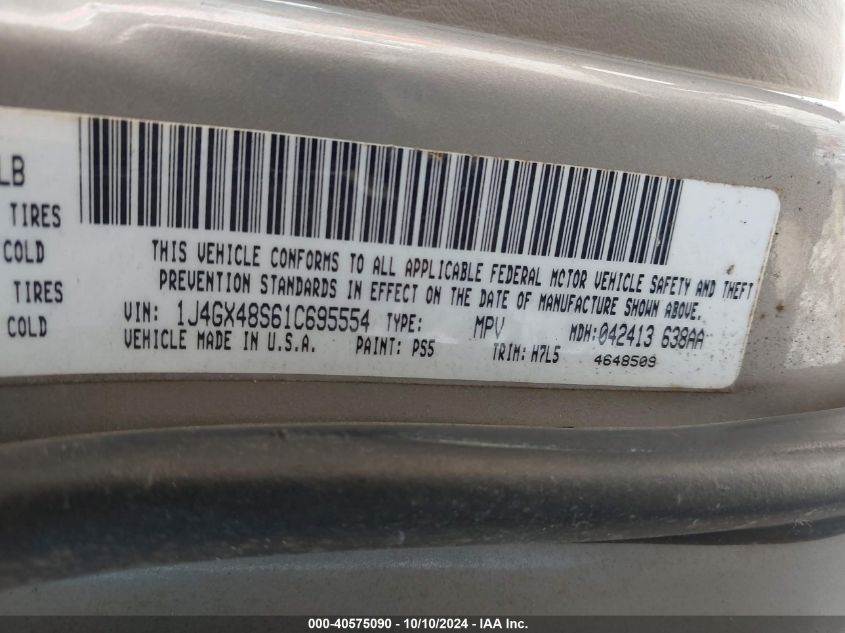 LB
TIRES
COLD
TIRES
COLD
THIS VEHICLE CONFORMS TO ALL APPLICABLE FEDERAL MOTOR VEHICLE SAFETY AND THEFT
PREVENTION STANDARDS IN EFFECT ON THE DATE OF MANUFACTURE SHOWN ABOVE.
VIN: 1J4GX48S61C695554 TYPE: MPV MDH:042413 638AA
VEHICLE MADE IN U.S.A. PAINT: PS5 TRIM: H7L5 4648509
000-40575090 - 10/10/2024 - IAA Inc.